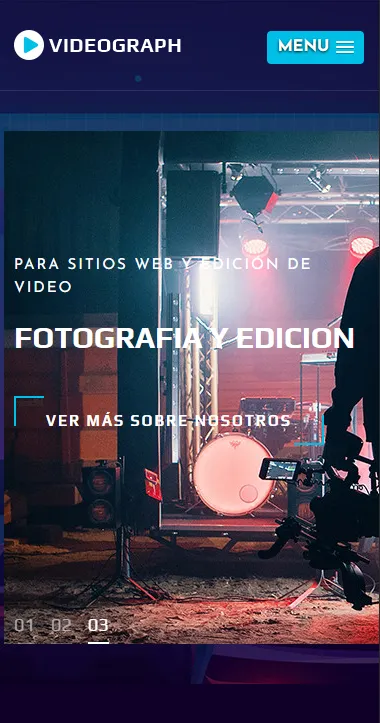 VIDEOGRAPH
MENU
PARA SITIOS WEB Y EDICIÓN DE
VIDEO
FOTOGRAFIA Y EDICION
VER MÁS SOBRE NOSOTROS
01 02 03